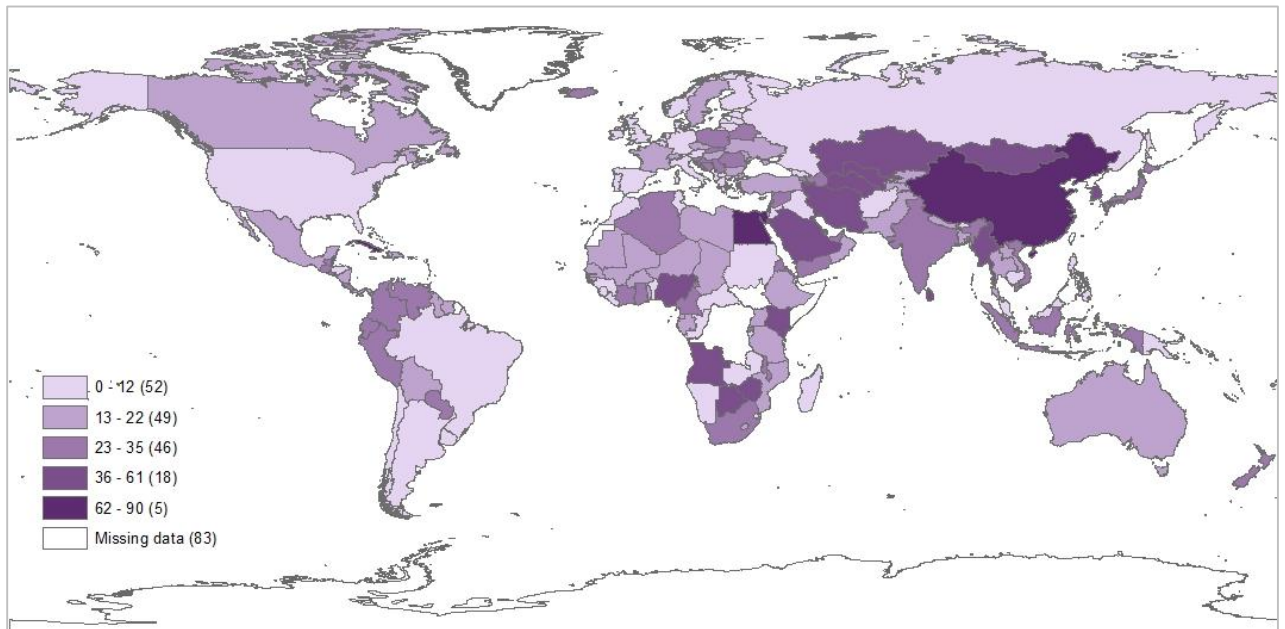 0 - 12 (52)
13 - 22 (49)
23 - 35 (46)
36 - 61 (18)
62 - 90 (5)
Missing data (83)